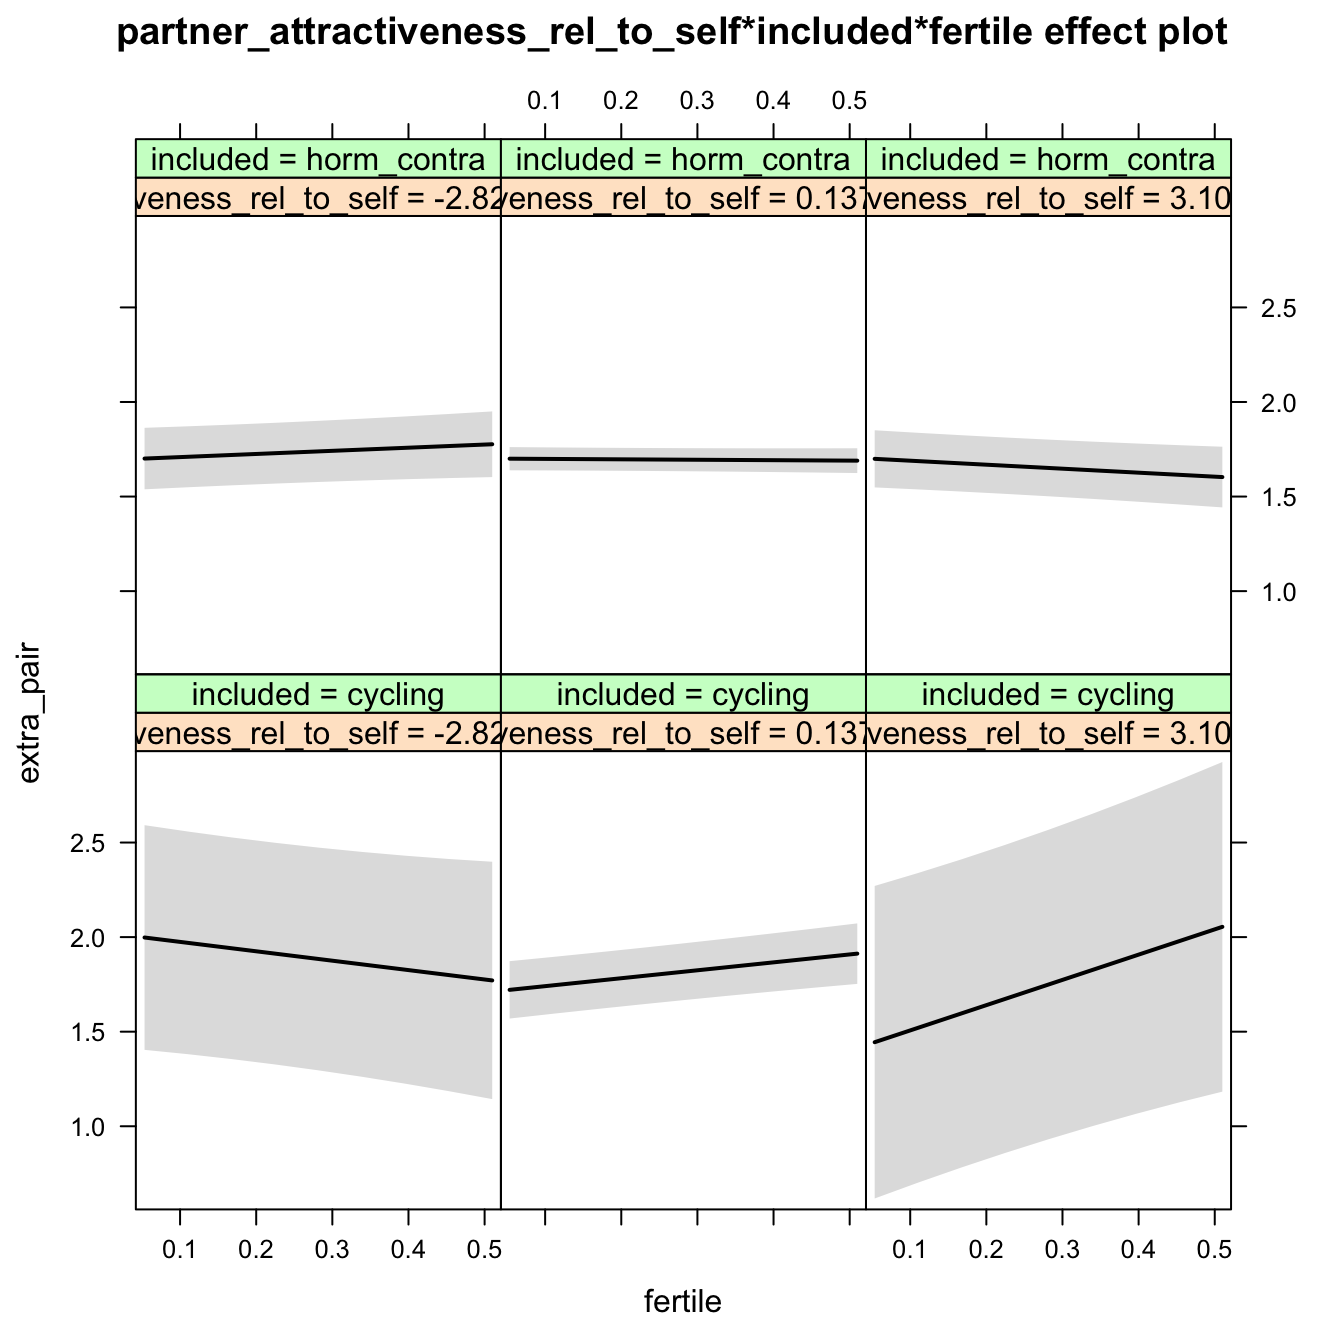 partner_attractiveness_rel_to_self*included*fertile effect plot
0.1 0.2 0.3 0.4 0.5
included = horm_contra included = horm_contra included = horm_contra
veness_rel_to_self = -2.82 veness_rel_to_self = 0.137 veness_rel_to_self = 3.10
2.5
2.0
1.5
1.0
extra_pair
included = cycling included = cycling included = cycling
veness_rel_to_self = -2.82 veness_rel_to_self = 0.137 veness_rel_to_self = 3.10
2.5
2.0
1.5
1.0
0.1 0.2 0.3 0.4 0.5 0.1 0.2 0.3 0.4 0.5
fertile